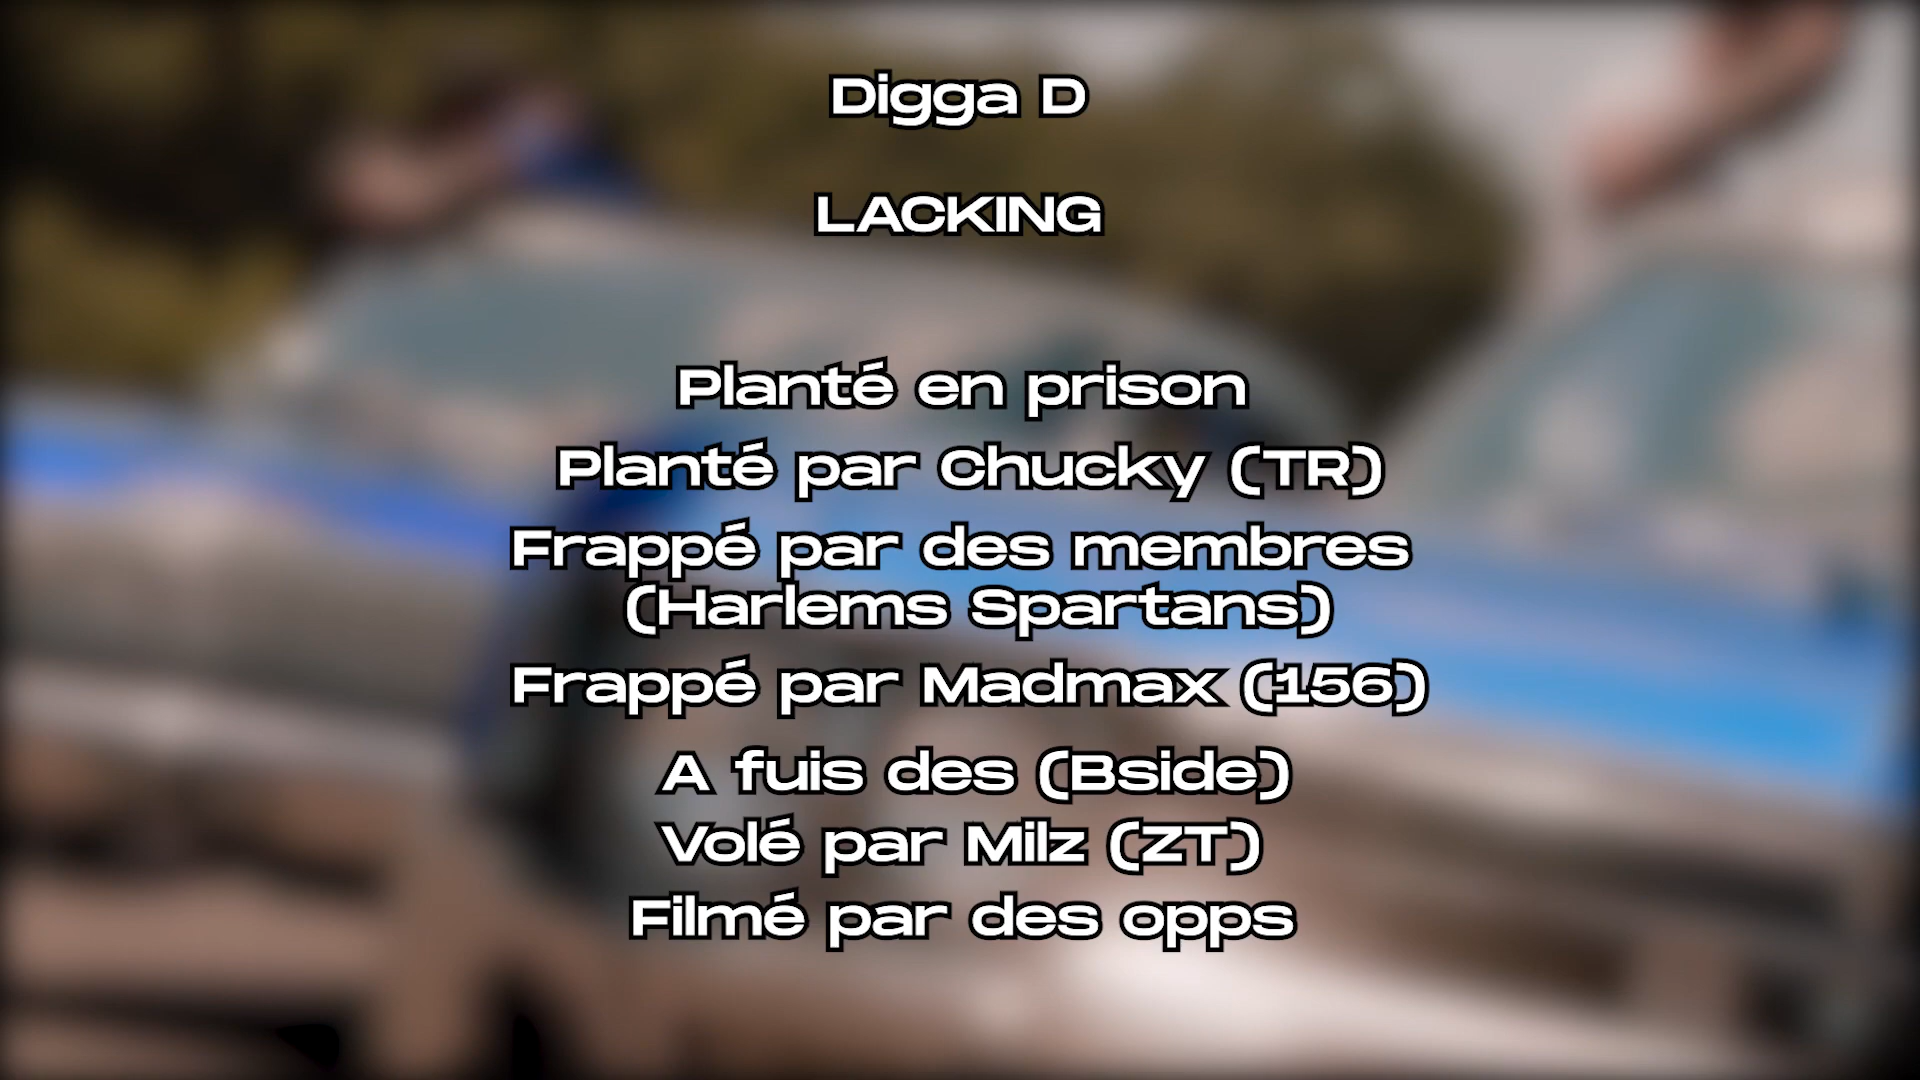 Digga D
LACKING
Planté en prison
Planté par Chucky (TR)
Frappé par des membres
(Harlems Spartans)
Frappé par Madmax (156)
A fuis des (Bside)
Volé par Milz (ZT)
Filmé par des opps